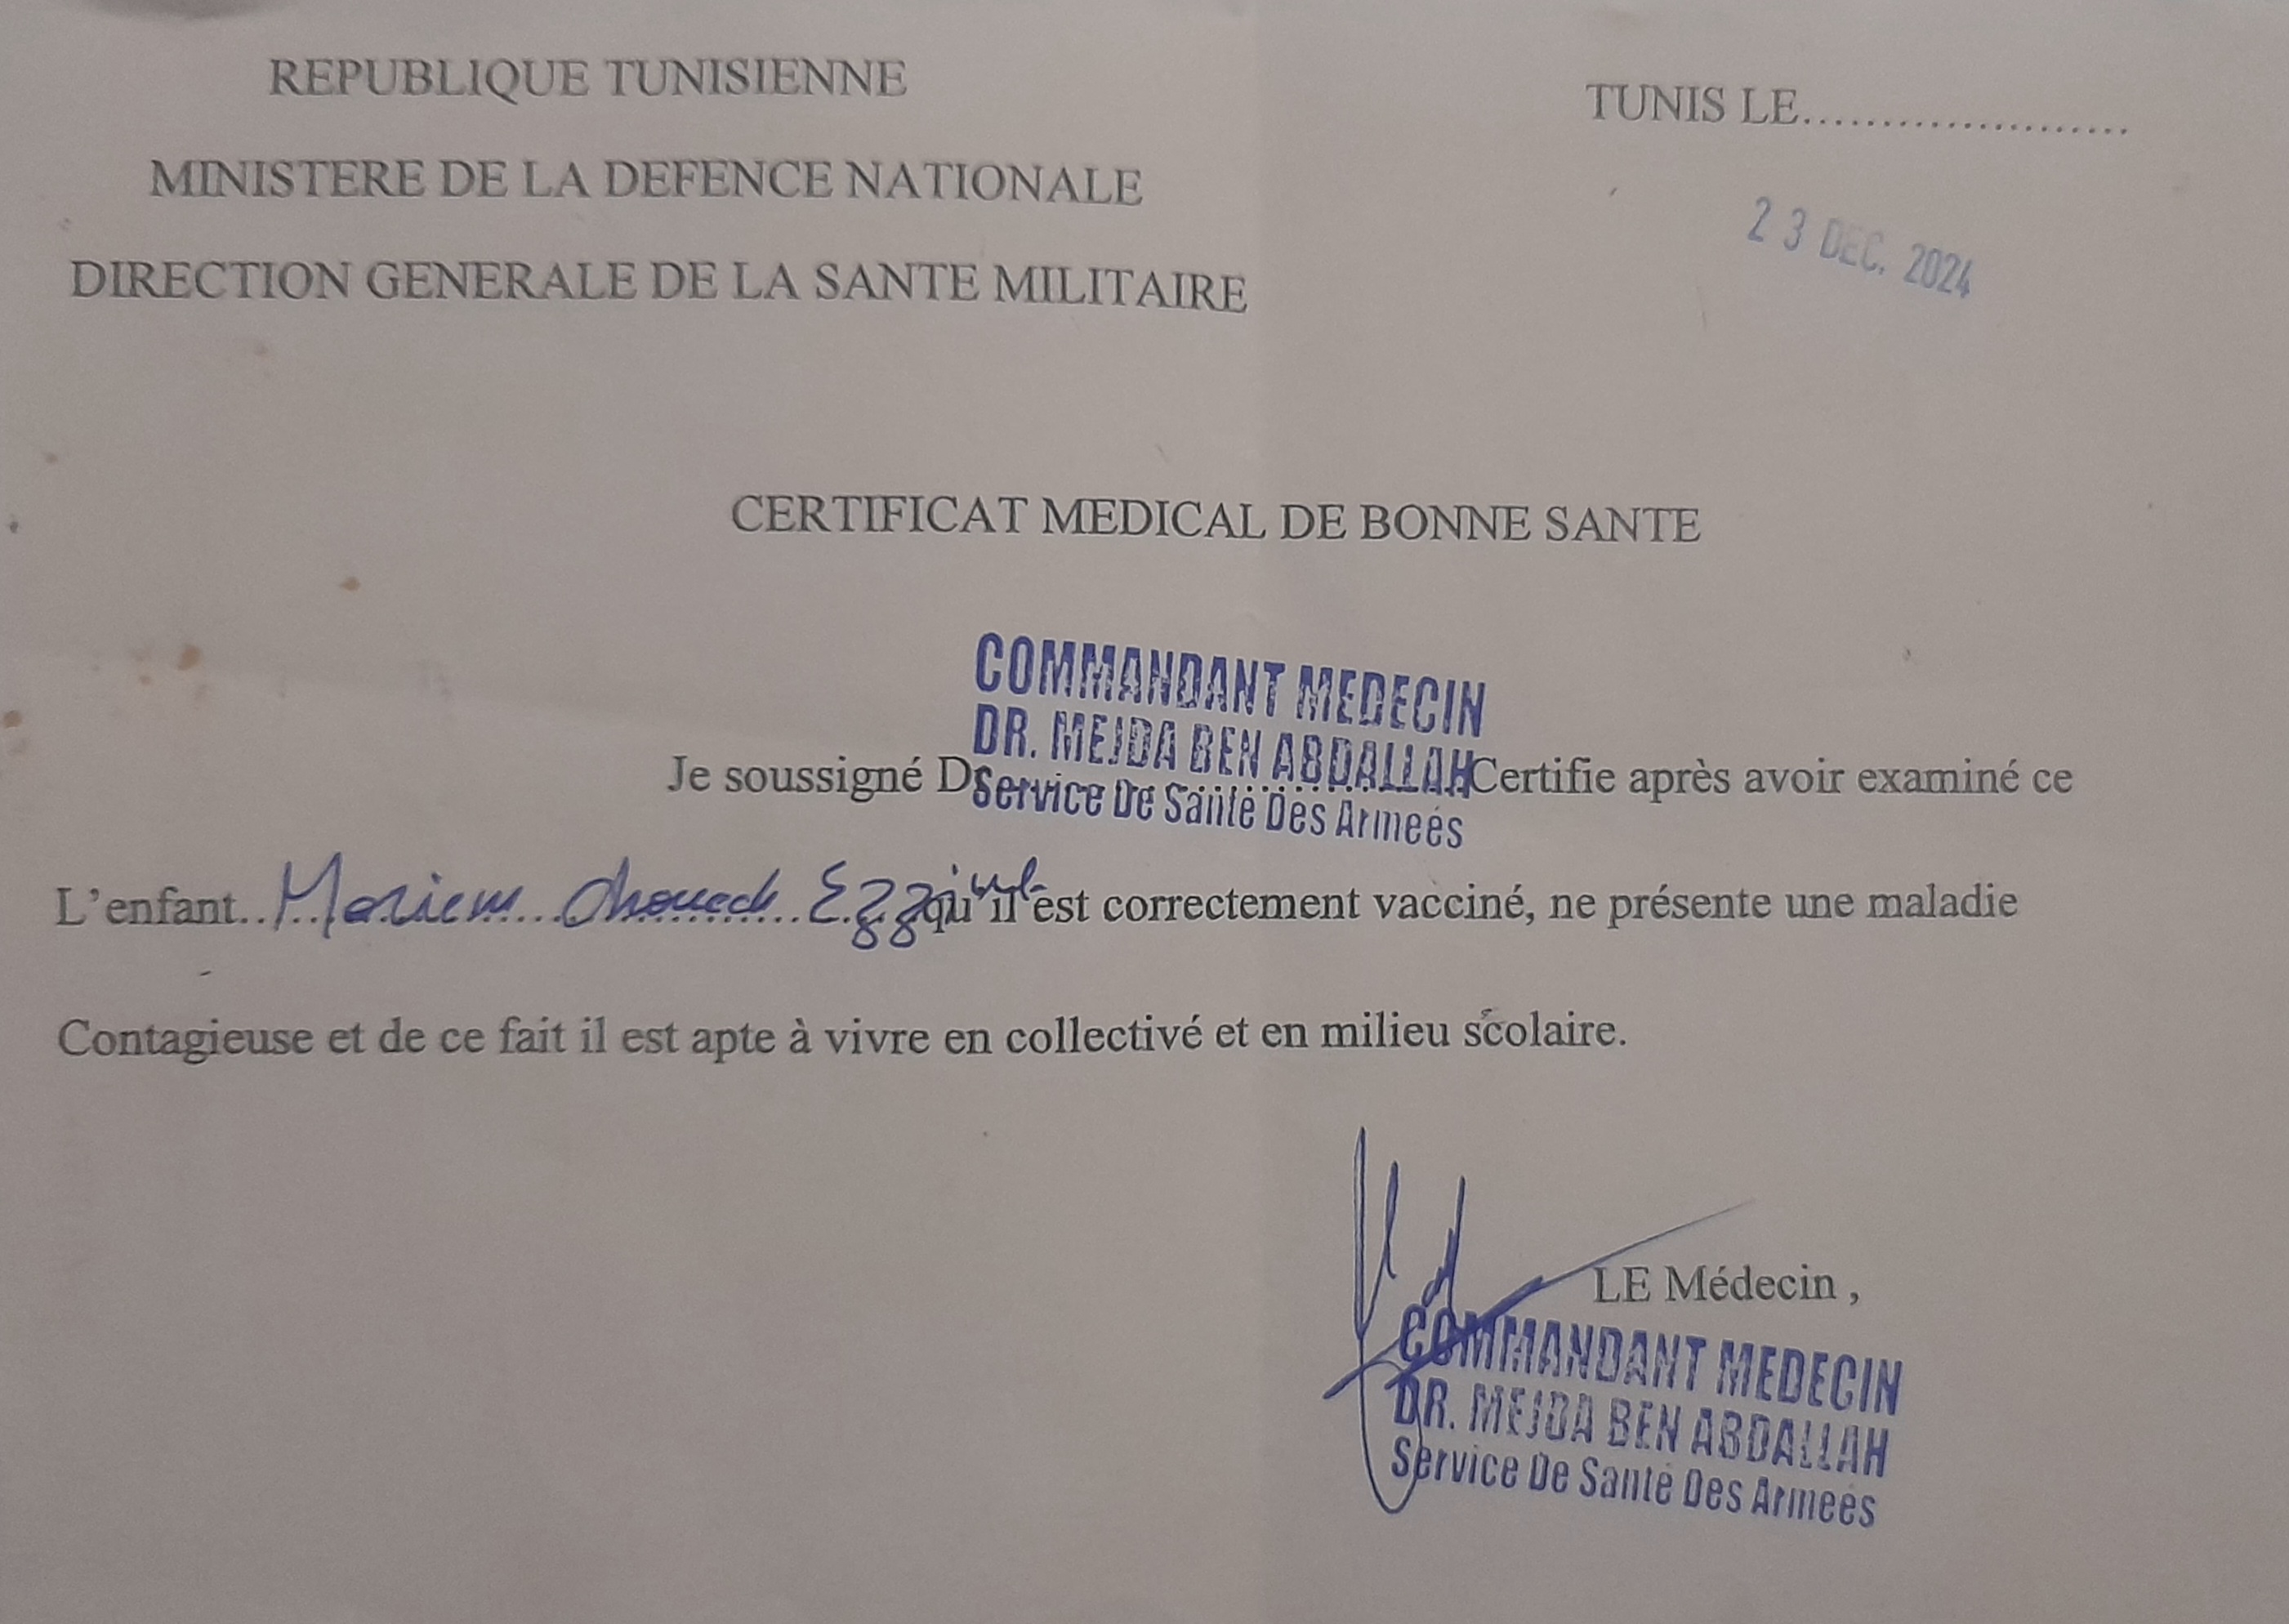 REPUBLIQUE TUNISIENNE
TUNIS LE......................
MINISTERE DE LA DEFENCE NATIONALE
23 DEC. 2024
DIRECTION GENERALE DE LA SANTE MILITAIRE
CERTIFICAT MEDICAL DE BONNE SANTE
COMMANDANT MEDECIN
DR. MEJDA BEN ABDALLAH
Je soussigné Dr Certifie après avoir examiné ce
Service De Santé Des Armeés
L'enfant.. Mariem qu'il est correctement vacciné, ne présente une maladie
Contagieuse et de ce fait il est apte à vivre en collectivé et en milieu scolaire.
LE Médecin ,
COMMANDANT MEDECIN
DR. MEJDA BEN ABDALLAH
Service De Santé Des Armeés